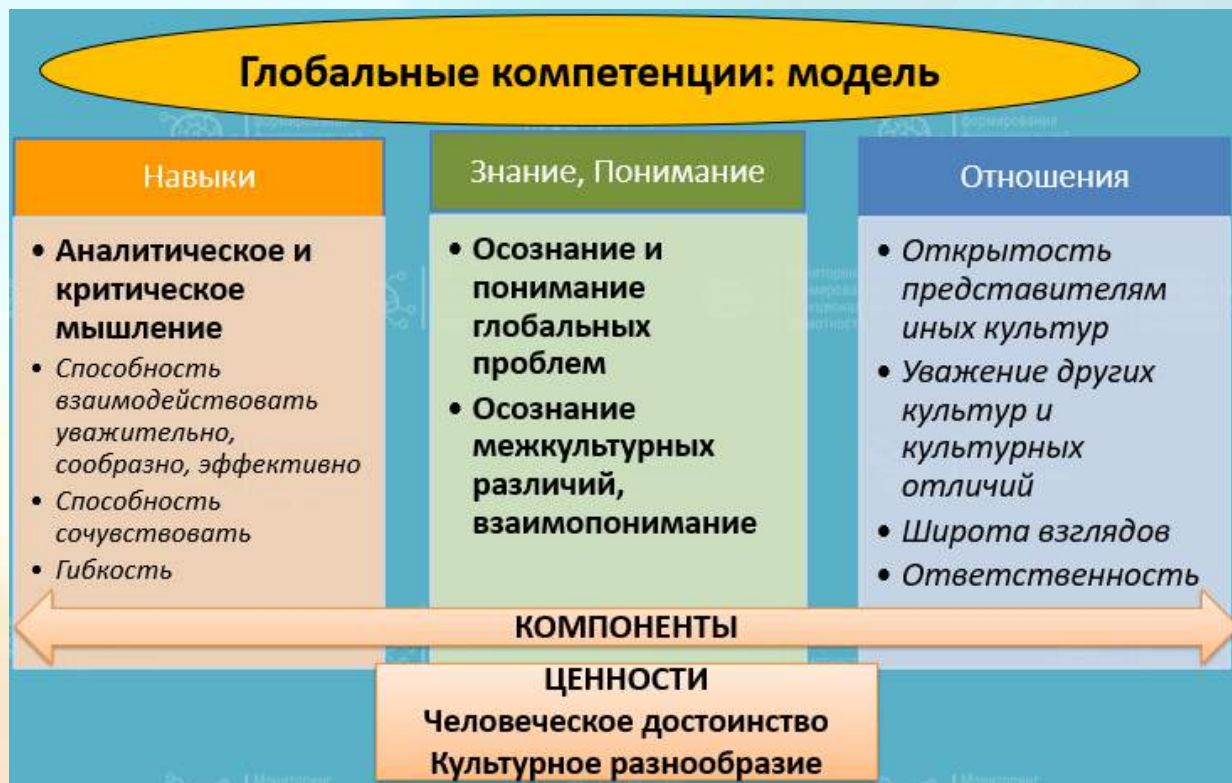 Глобальные компетенции: модель
Навыки
• Аналитическое и
критическое
мышление
• Способность
взаимодействовать
уважительно,
сообразно, эффективно
• Способность
сочувствовать
• Гибкость
Знание, Понимание
• Осознание и
понимание
глобальных
проблем
• Осознание
межкультурных
различий,
взаимопонимание
Отношения
• Открытость
представителям
иных культур
• Уважение других
культур и
культурных
отличий
• Широта взглядов
• Ответственность
КОМПОНЕНТЫ
ЦЕННОСТИ
Человеческое достоинство
Культурное разнообразие